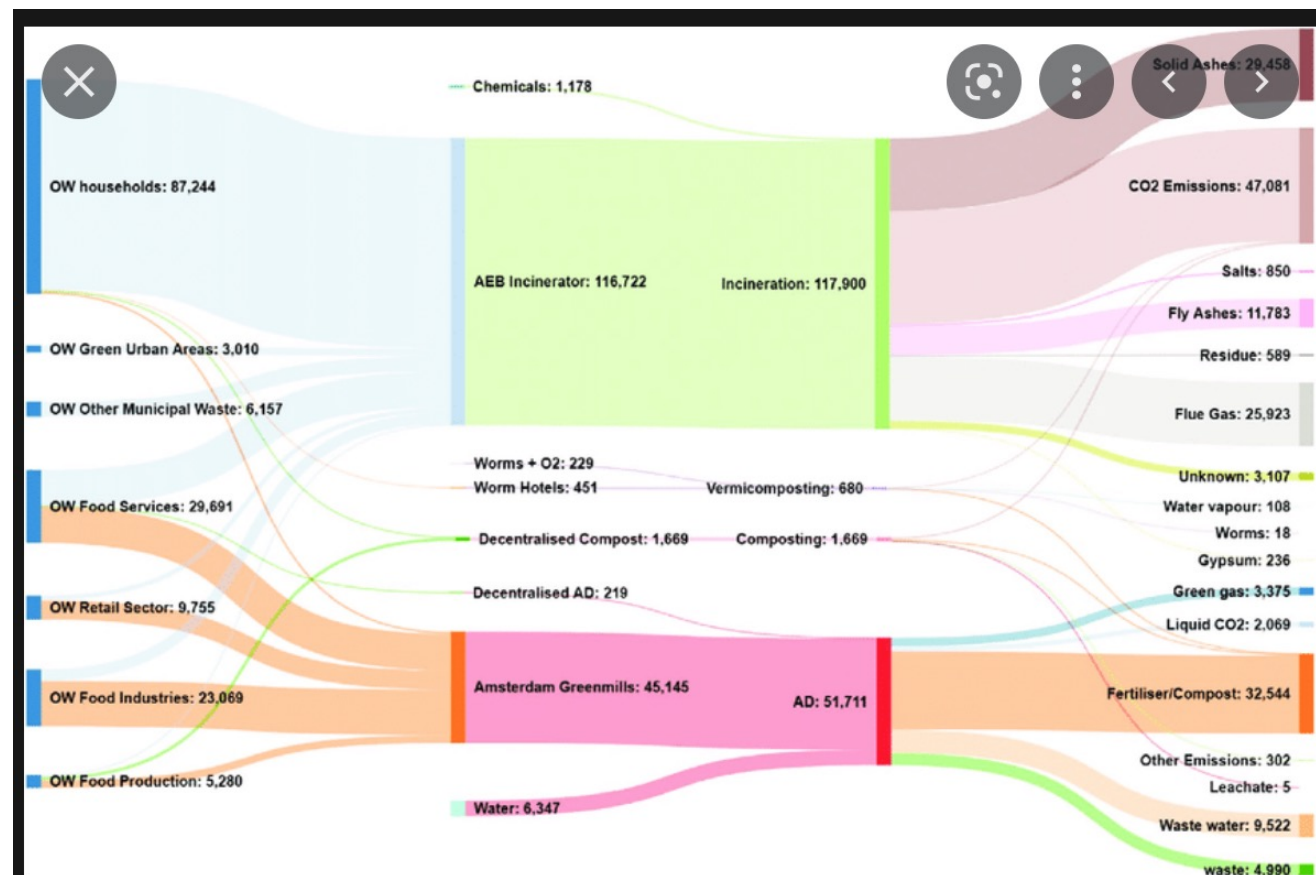 OW households: 87,244
OW Green Urban Areas: 3,010
OW Other Municipal Waste: 6,157
OW Food Services: 29,691
OW Retail Sector: 9,755
OW Food Industries: 23,069
OW Food Production: 5,280
Chemicals: 1,178
AEB Incinerator: 116,722
Worms + O2: 229
Worm Hotels: 451
Decentralised Compost: 1,669
Decentralised AD: 219
Amsterdam Greenmills: 45,145
Water: 6,347
Incineration: 117,900
Vermicomposting: 680
Composting: 1,669
AD: 51,711
Solid Ashes: 29,458
CO2 Emissions: 47,081
Salts: 850
Fly Ashes: 11,783
Residue: 589
Flue Gas: 25,923
Unknown: 3,107
Water vapour: 108
Worms: 18
Gypsum: 236
Green gas: 3,375
Liquid CO2: 2,069
Fertiliser/Compost: 32,544
Other Emissions: 302
Leachate: 5
Waste water: 9,522
waste: 4,990